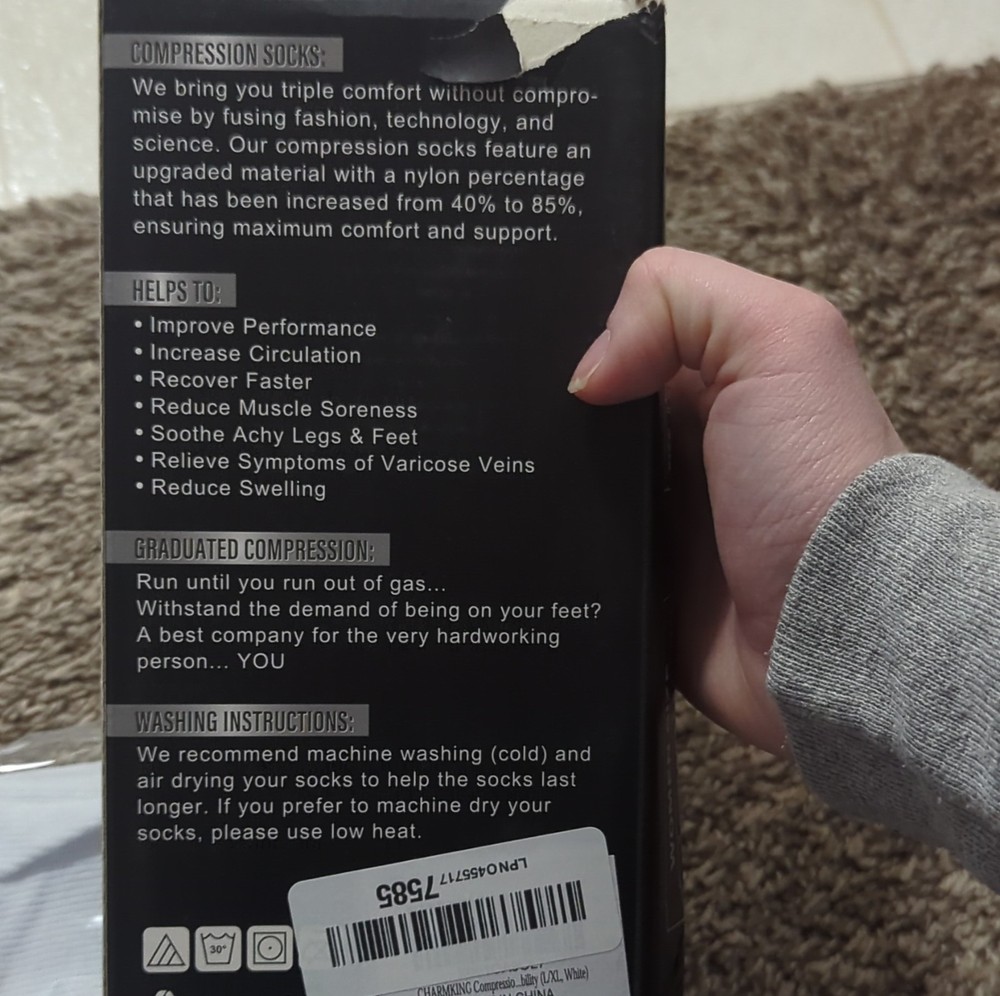 COMPRESSION SOCKS:
We bring you triple comfort without compro-
mise by fusing fashion, technology, and
science. Our compression socks feature an
upgraded material with a nylon percentage
that has been increased from 40% to 85%,
ensuring maximum comfort and support.
HELPS TO:
• Improve Performance
• Increase Circulation
• Recover Faster
• Reduce Muscle Soreness
• Soothe Achy Legs & Feet
• Relieve Symptoms of Varicose Veins
• Reduce Swelling
GRADUATED COMPRESSION:
Run until you run out of gas...
Withstand the demand of being on your feet?
A best company for the very hardworking
person... YOU
WASHING INSTRUCTIONS:
We recommend machine washing (cold) and
air drying your socks to help the socks last
longer. If you prefer to machine dry your
socks, please use low heat.
30°
LPNO4557177585
CHARMKING Compressio...bility (L/XL, White)
CHINA